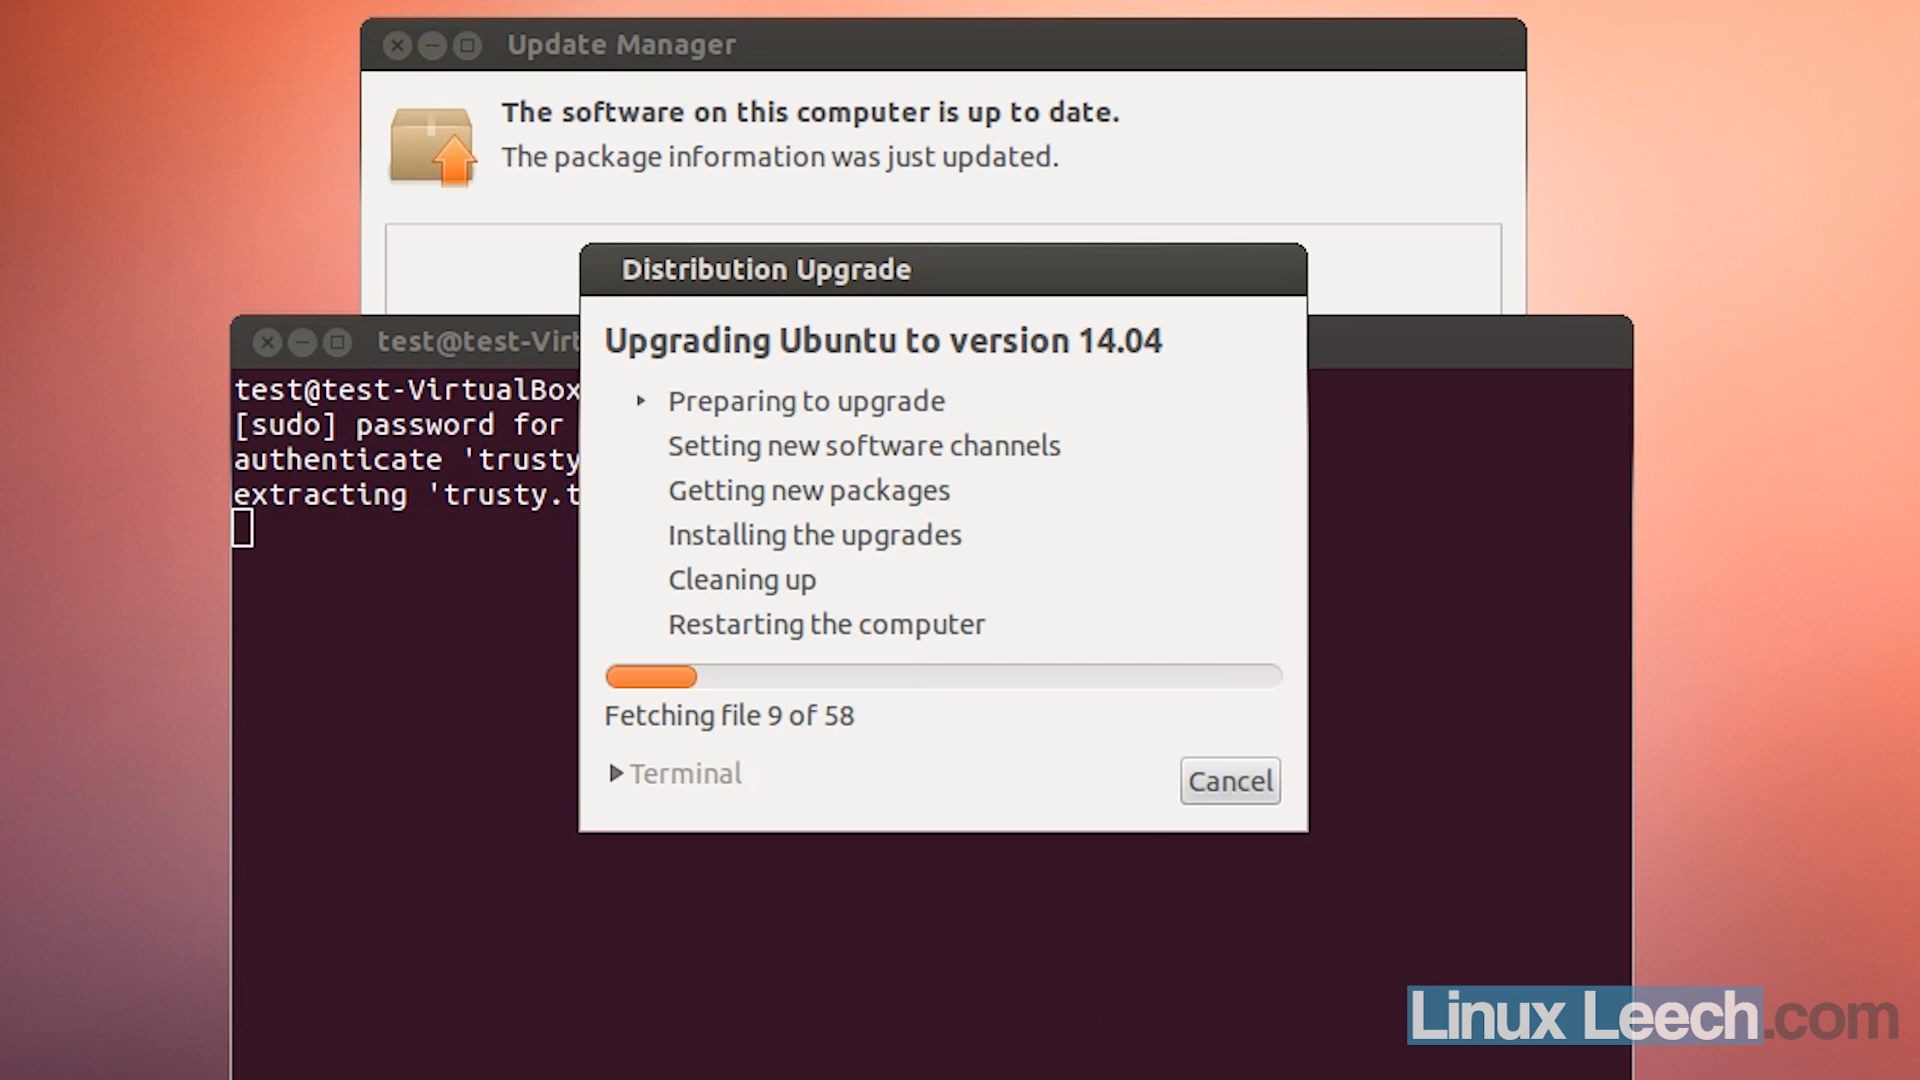 Update Manager
The software on this computer is up to date.
The package information was just updated.
Distribution Upgrade
Upgrading Ubuntu to version 14.04
Preparing to upgrade
Setting new software channels
Getting new packages
Installing the upgrades
Cleaning up
Restarting the computer
Fetching file 9 of 58
Terminal
Cancel
test@test-Virt
test@test-VirtualBox
[sudo] password for
authenticate 'trusty
extracting 'trusty.t
Linux Leech.com